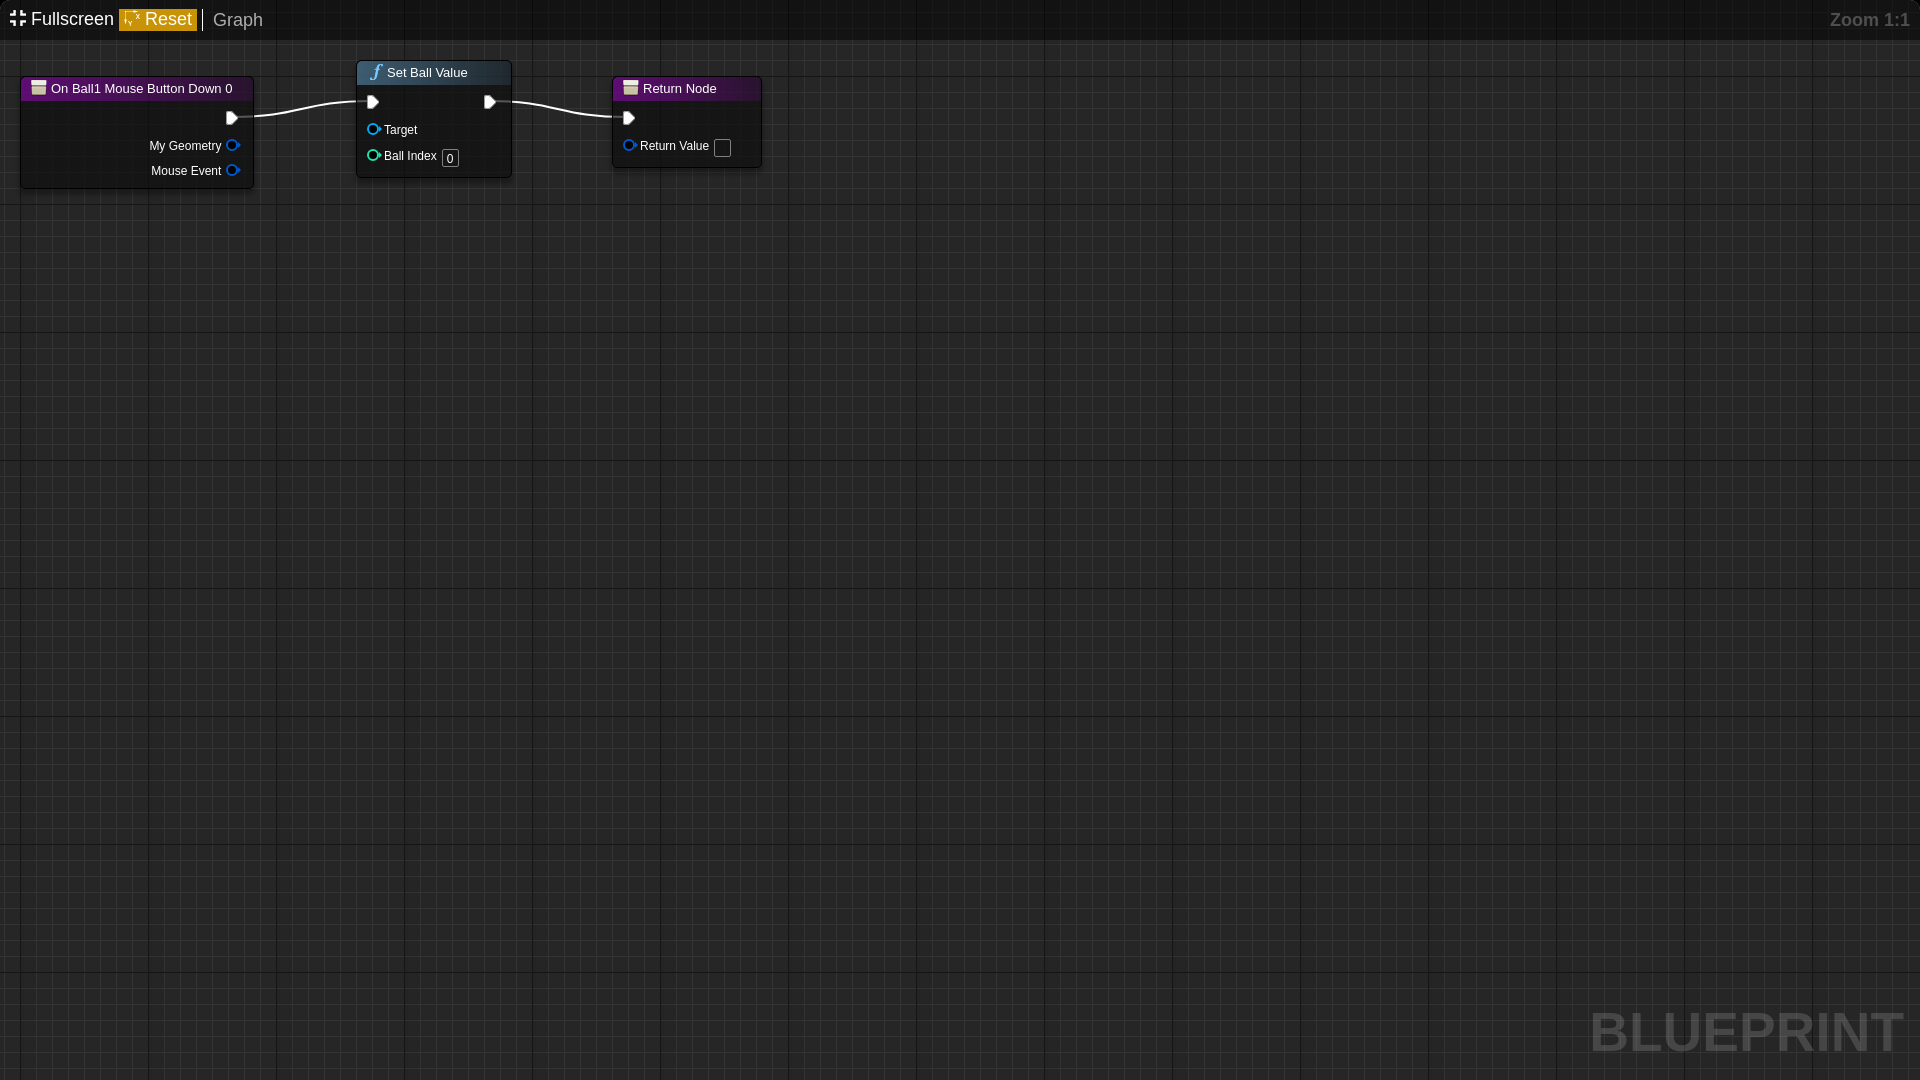 Fullscreen Reset Graph Zoom 1:1
On Ball1 Mouse Button Down 0
My Geometry
Mouse Event
Set Ball Value
Target
Ball Index 0
Return Node
Return Value
BLUEPRINT